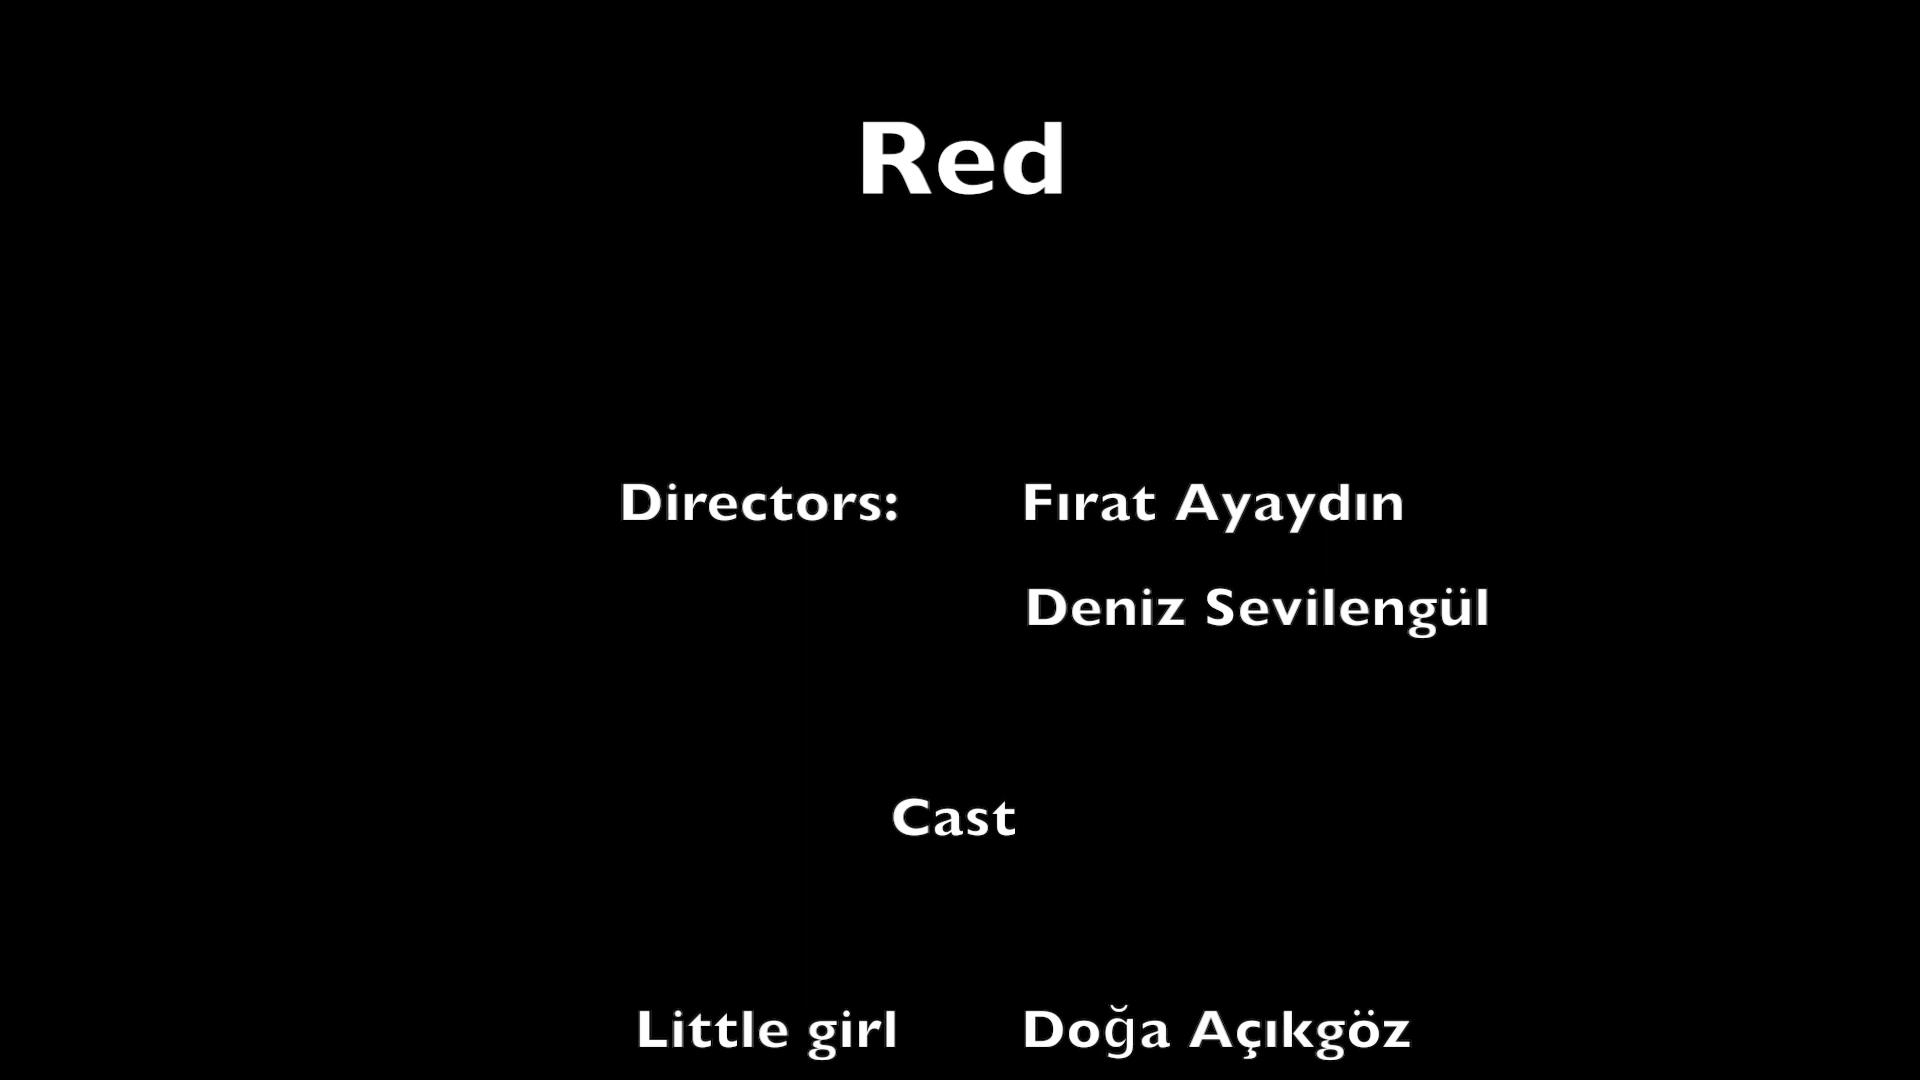 Red
Directors: Fırat Ayaydın
Deniz Sevilengül
Cast
Little girl Doğa Açıkgöz